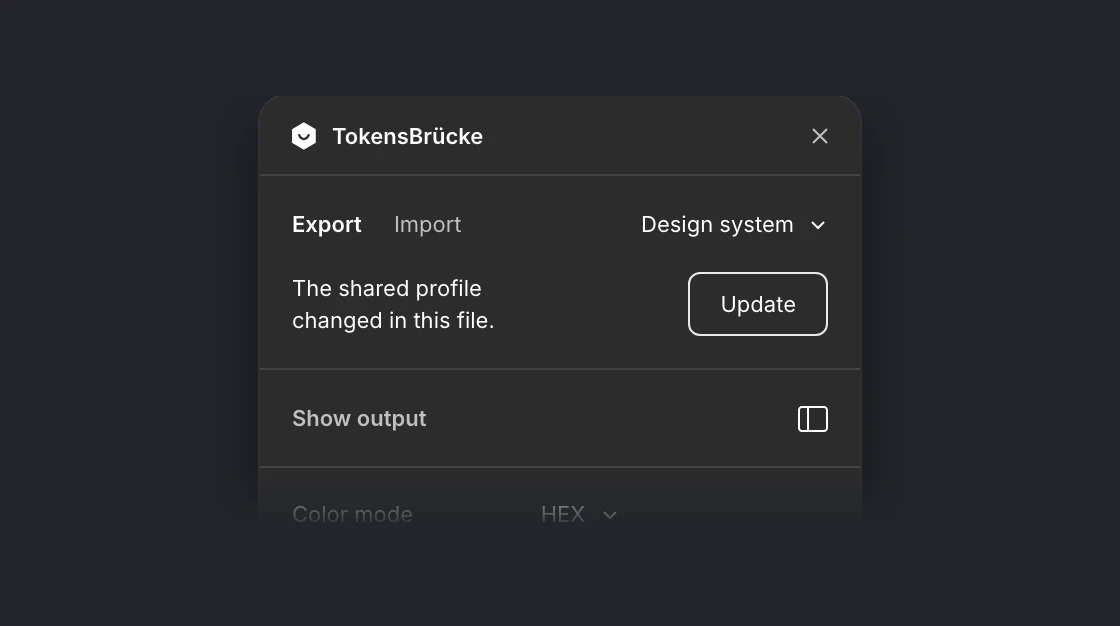 TokensBrücke
Export Import Design system
The shared profile
changed in this file.
Update
Show output
Color mode HEX